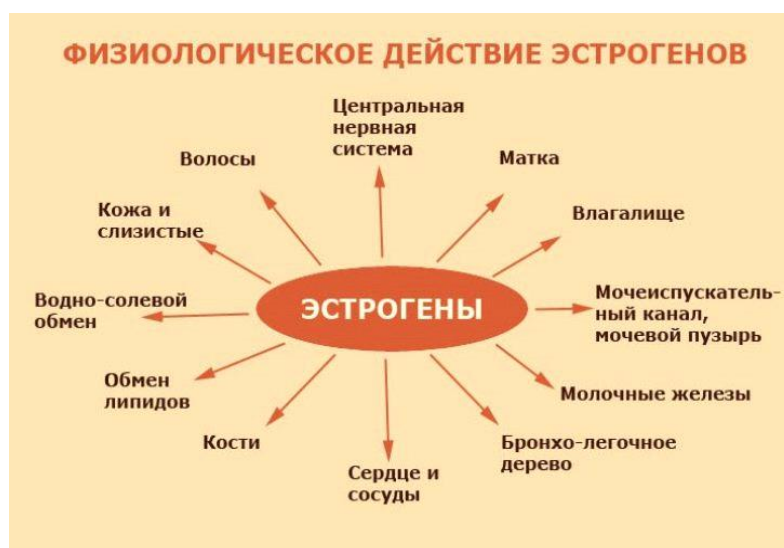 ФИЗИОЛОГИЧЕСКОЕ ДЕЙСТВИЕ ЭСТРОГЕНОВ
Центральная
нервная
система
Волосы
Матка
Кожа и
слизистые
Влагалище
Водно-солевой
обмен
ЭСТРОГЕНЫ
Мочеиспускатель-
ный канал,
мочевой пузырь
Обмен
липидов
Молочные железы
Кости
Бронхо-легочное
дерево
Сердце и
сосуды